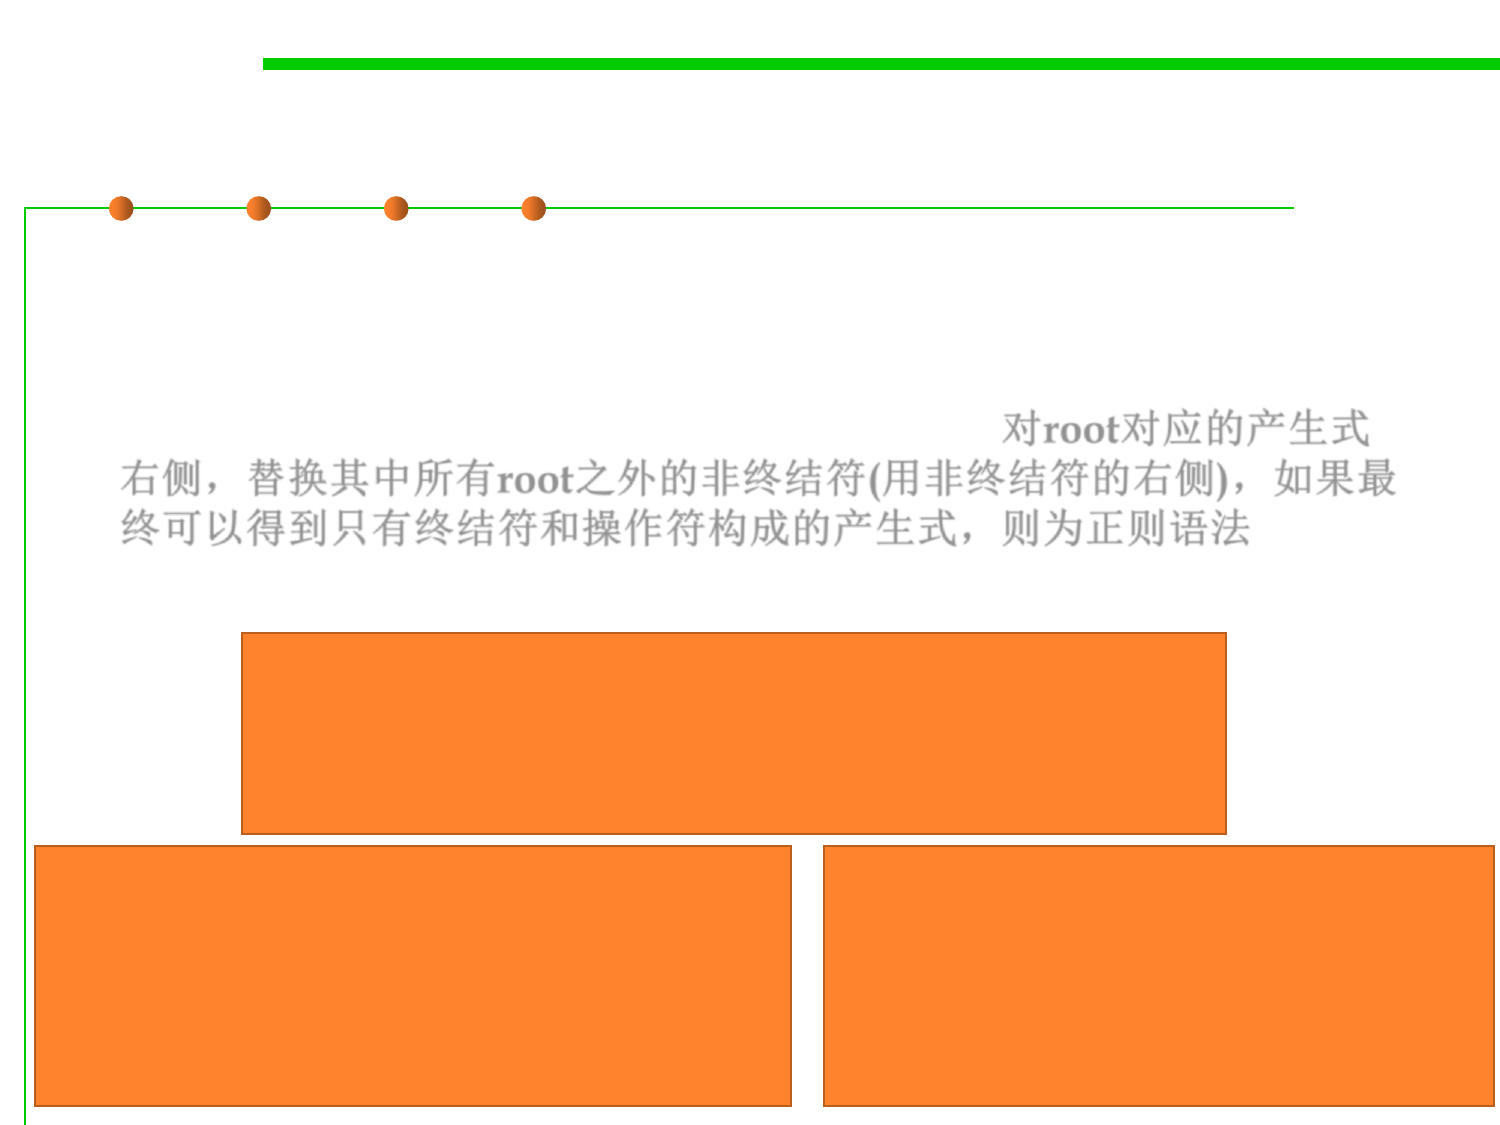 对root对应的产生式
右侧，替换其中所有root之外的非终结符(用非终结符的右侧)，如果最
终可以得到只有终结符和操作符构成的产生式，则为正则语法